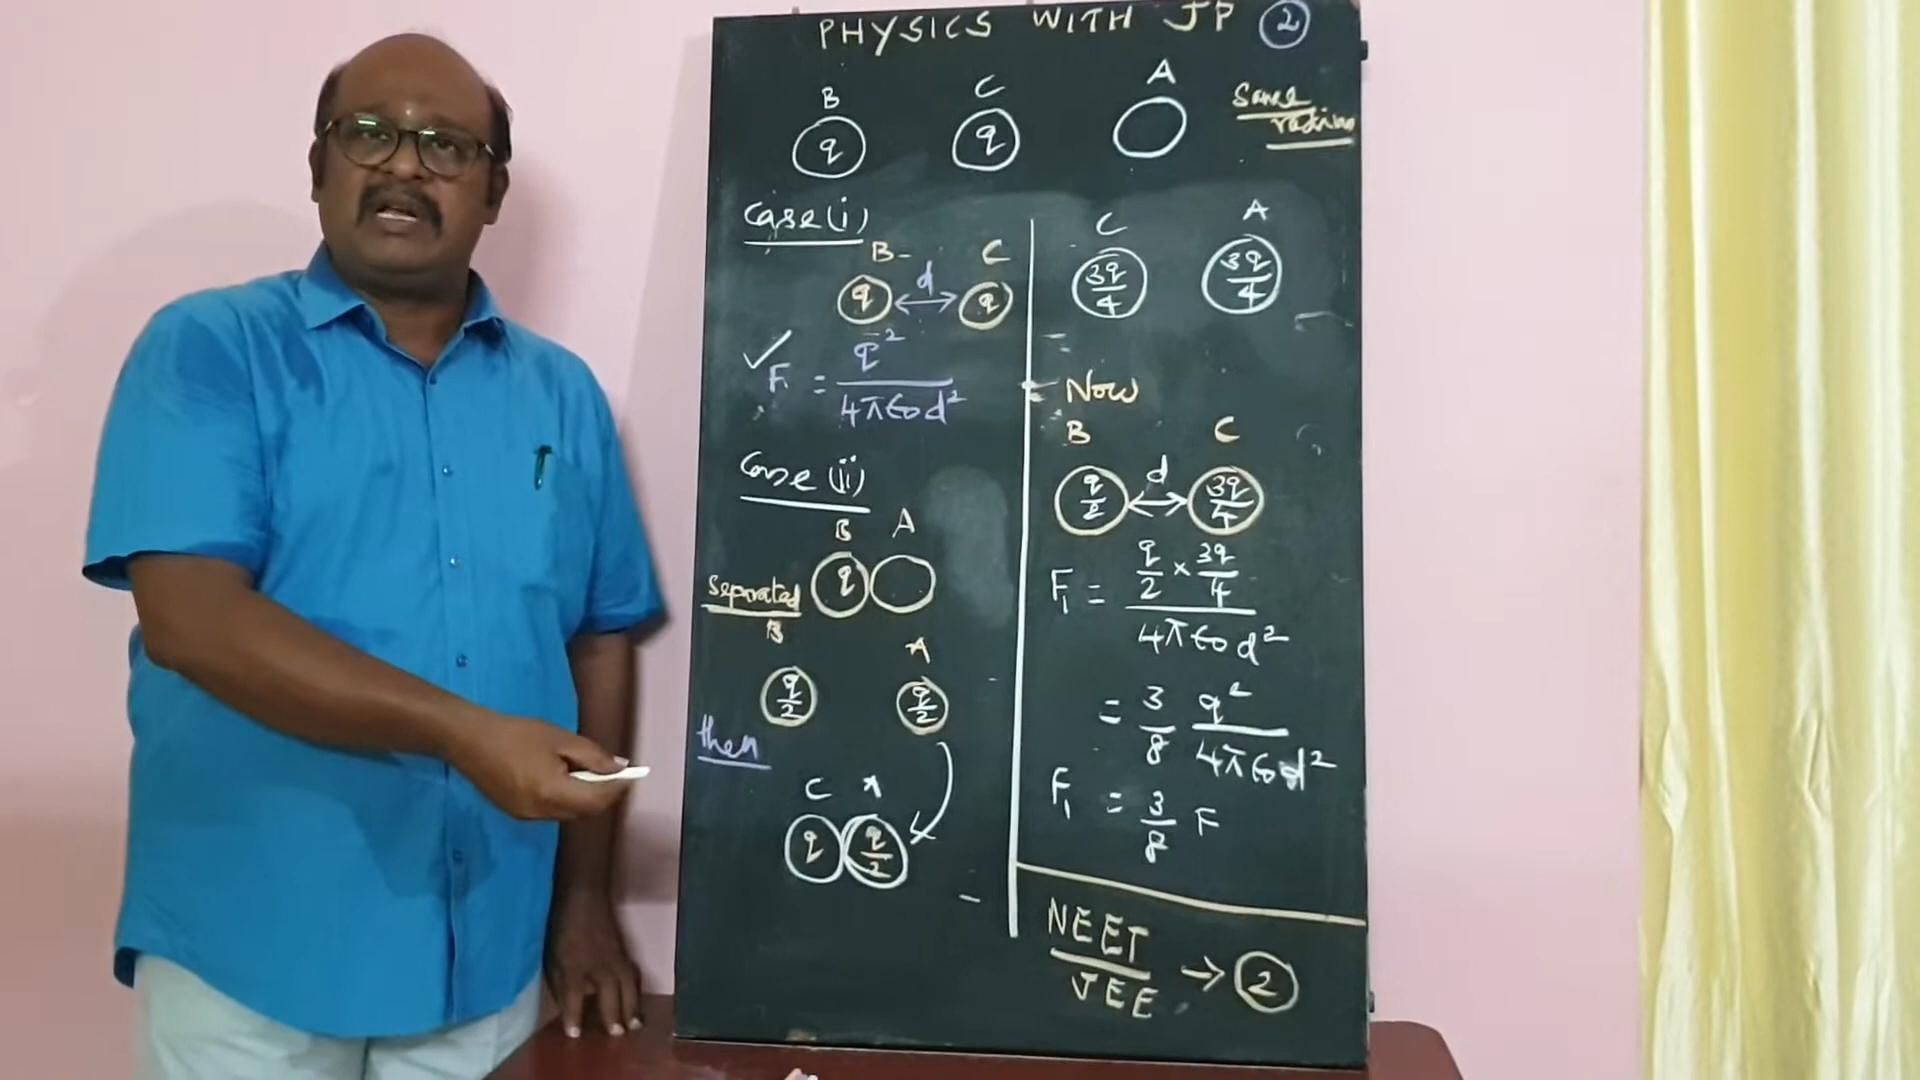 PHYSICS WITH JP 2
B C A
q q
Same
radius
Case (i)
B C
q d q
F = q² / 4πε0d²
Case (ii)
B A
q
Separated
B A
q/2 q/2
then
C A
q q/2
C A
3q/4 3q/4
Now
B C
q/2 d 3q/4
F₁ = q/2 × 3q/4 / 4πε0d²
= 3/8 q² / 4πε0d²
F₁ = 3/8 F
NEET
JEE → 2